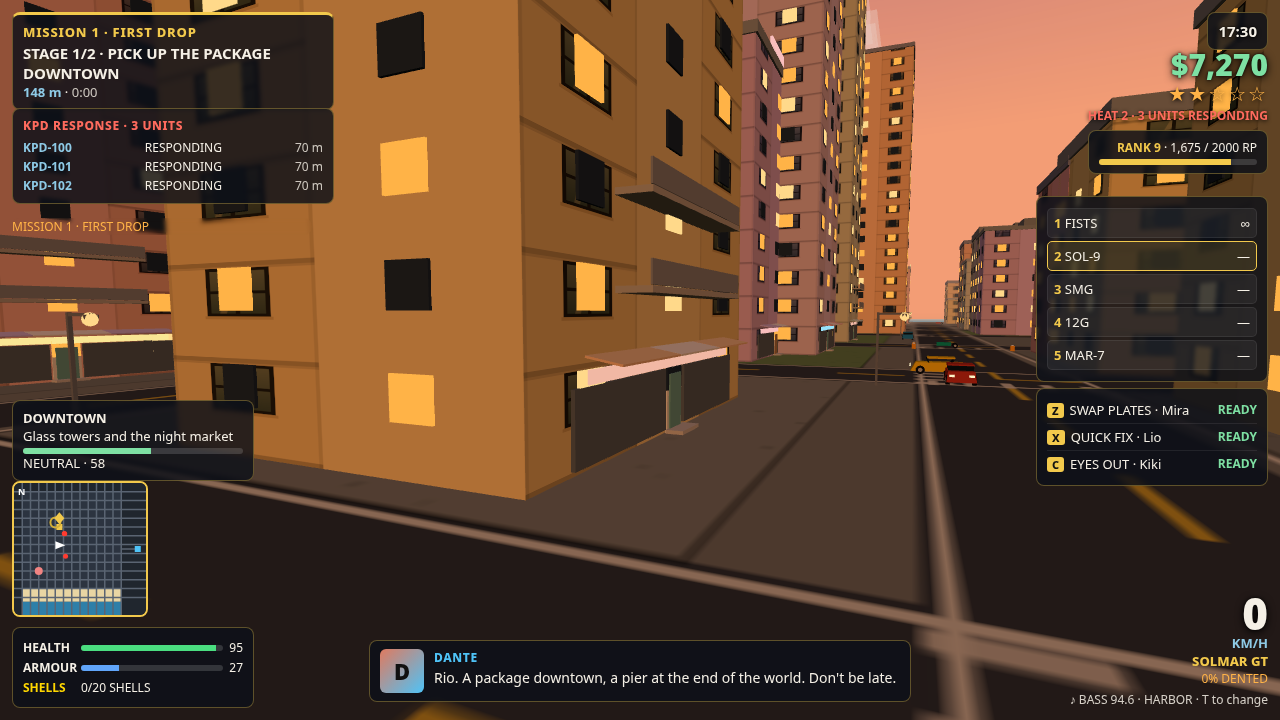 MISSION 1 · FIRST DROP
STAGE 1/2 · PICK UP THE PACKAGE
DOWNTOWN
148 m · 0:00
KPD RESPONSE · 3 UNITS
KPD-100 RESPONDING 70 m
KPD-101 RESPONDING 70 m
KPD-102 RESPONDING 70 m
MISSION 1 · FIRST DROP
17:30
$7,270
★★☆☆☆☆
HEAT 2 · 3 UNITS RESPONDING
RANK 9 · 1,675 / 2000 RP
1 FISTS ∞
2 SOL-9 —
3 SMG —
4 12G —
5 MAR-7 —
Z SWAP PLATES · Mira READY
X QUICK FIX · Lio READY
C EYES OUT · Kiki READY
DOWNTOWN
Glass towers and the night market
NEUTRAL · 58
N
HEALTH 95
ARMOUR 27
SHELLS 0/20 SHELLS
D
DANTE
Rio. A package downtown, a pier at the end of the world. Don't be late.
0
KM/H
SOLMAR GT
0% DENTED
♪ BASS 94.6 · HARBOR · T to change